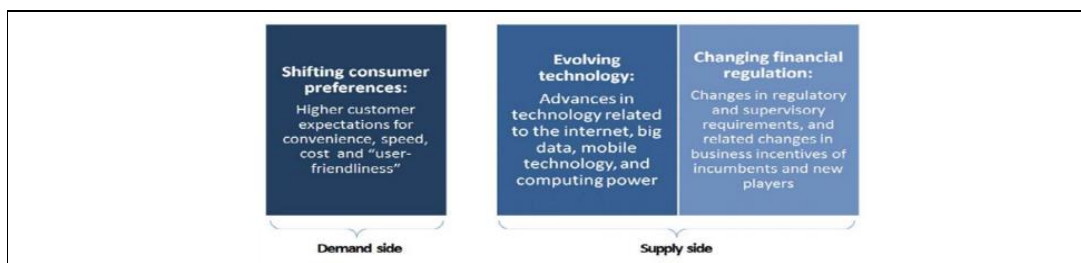 Shifting consumer
preferences:
Higher customer
expectations for
convenience, speed,
cost and “user-
friendliness”
Evolving
technology:
Advances in
technology related
to the internet, big
data, mobile
technology, and
computing power
Changing financial
regulation:
Changes in regulatory
and supervisory
requirements, and
related changes in
business incentives of
incumbents and new
players
Demand side
Supply side